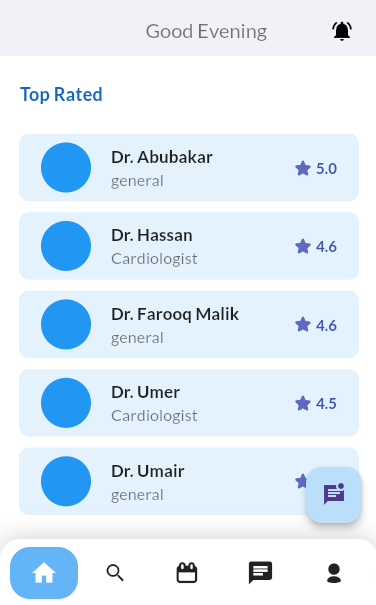 Good Evening
Top Rated
Dr. Abubakar
general
5.0
Dr. Hassan
Cardiologist
4.6
Dr. Farooq Malik
general
4.6
Dr. Umer
Cardiologist
4.5
Dr. Umair
general